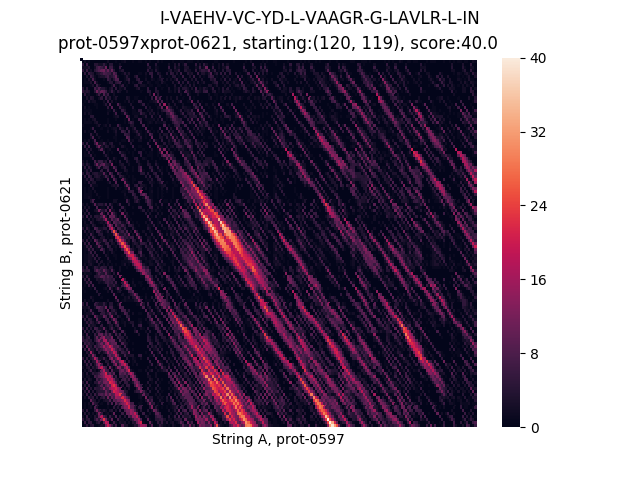 I-VAEHV-VC-YD-L-VAAGR-G-LAVLR-L-IN
prot-0597xprot-0621, starting:(120, 119), score:40.0
String B, prot-0621
String A, prot-0597
40
32
24
16
8
0